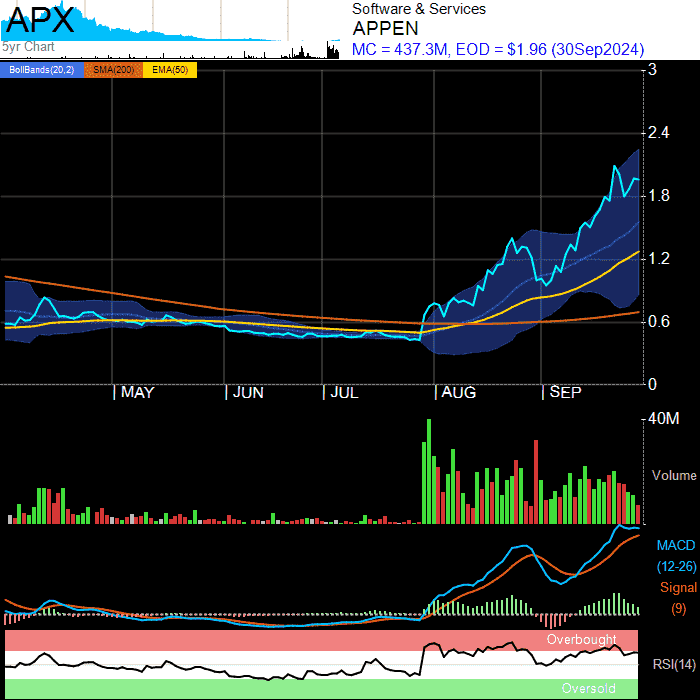 APX
5yr Chart
Software & Services
APPEN
MC = 437.3M, EOD = $1.96 (30Sep2024)
BollBands(20,2) SMA(200) EMA(50)
3
2.4
1.8
1.2
0.6
0
| MAY | JUN | JUL | AUG | SEP
40M
Volume
MACD
(12-26)
Signal
(9)
Overbought
RSI(14)
Oversold